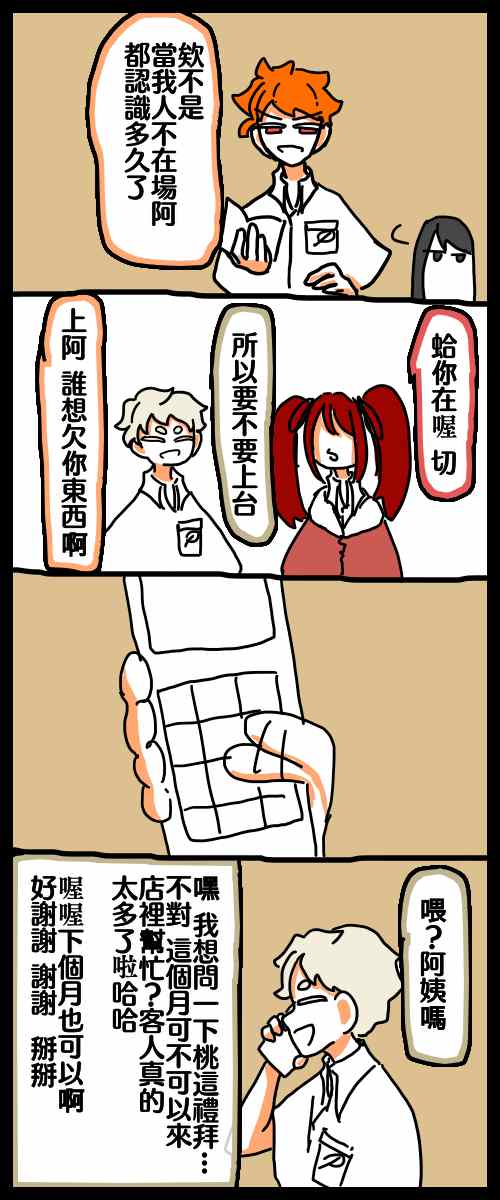 欸不是
當我人不在場阿
都認識多久了
蛤你在喔 切
所以要不要上台
上阿 誰想欠你東西啊
喂?阿姨嗎
嘿 我想問一下桃這禮拜…
不對 這個月可不可以來
店裡幫忙?客人真的
太多了啦哈哈
喔喔下個月也可以啊
好謝謝 謝謝 掰掰